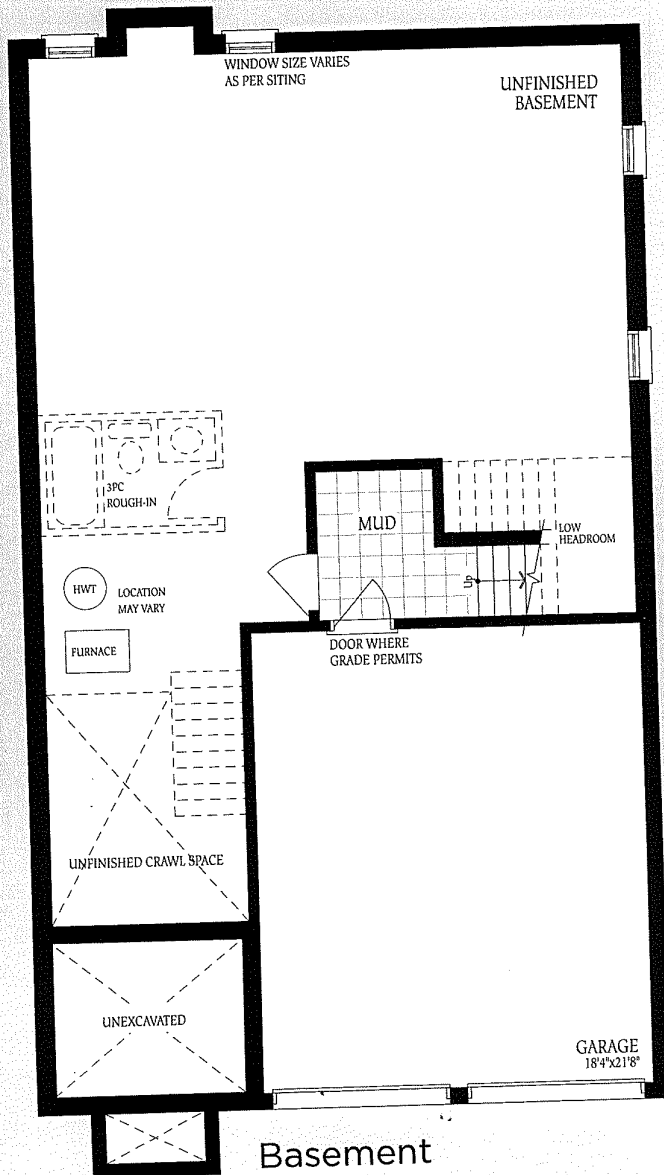 WINDOW SIZE VARIES
AS PER SITING
UNFINISHED
BASEMENT
3PC
ROUGH-IN
MUD
LOW
HEADROOM
Up
HWT
LOCATION
MAY VARY
FURNACE
DOOR WHERE
GRADE PERMITS
UNFINISHED CRAWL SPACE
UNEXCAVATED
GARAGE
18'4"x21'8"
Basement